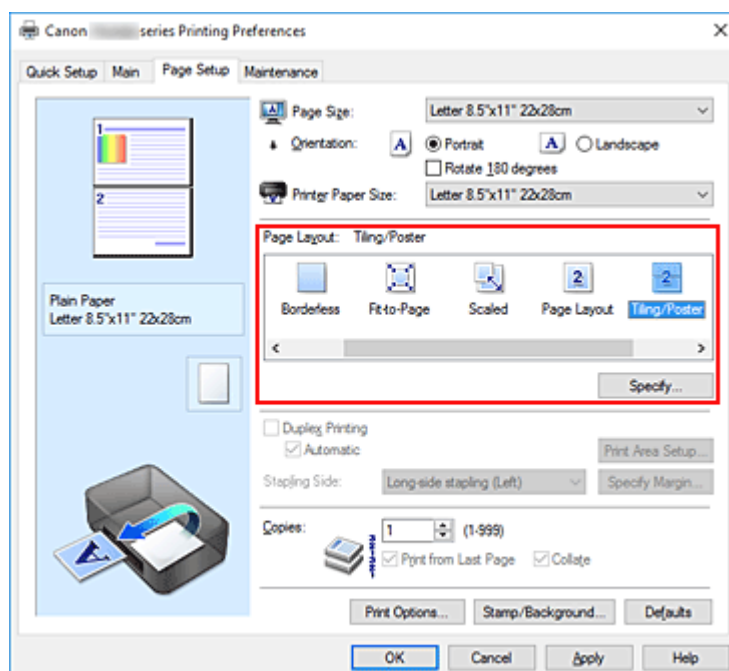 Canon series Printing Preferences
Quick Setup Main Page Setup Maintenance
1
2
Plain Paper
Letter 8.5"x11" 22x28cm
A
Page Size: Letter 8.5"x11" 22x28cm
Orientation: A Portrait A Landscape
Rotate 180 degrees
Printer Paper Size: Letter 8.5"x11" 22x28cm
Page Layout: Tiling/Poster
2 2
Borderless Fit-to-Page Scaled Page Layout Tiling/Poster
Specify...
Duplex Printing
Automatic Print Area Setup...
Stapling Side: Long-side stapling (Left) Specify Margin...
Copies: 1 (1-999)
Print from Last Page Collate
Print Options... Stamp/Background... Defaults
OK Cancel Apply Help